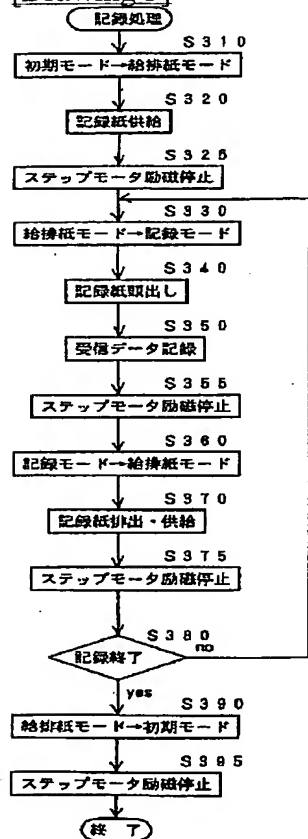 [Drawing 7]
記録処理
S310
初期モード→給排紙モード
S320
記録紙供給
S325
ステップモータ励磁停止
S330
給排紙モード→記録モード
S340
記録紙取出し
S350
受信データ記録
S355
ステップモータ励磁停止
S360
記録モード→給排紙モード
S370
記録紙排出・供給
S375
ステップモータ励磁停止
S380
記録終了
no
yes
S390
給排紙モード→初期モード
S395
ステップモータ励磁停止
終 了